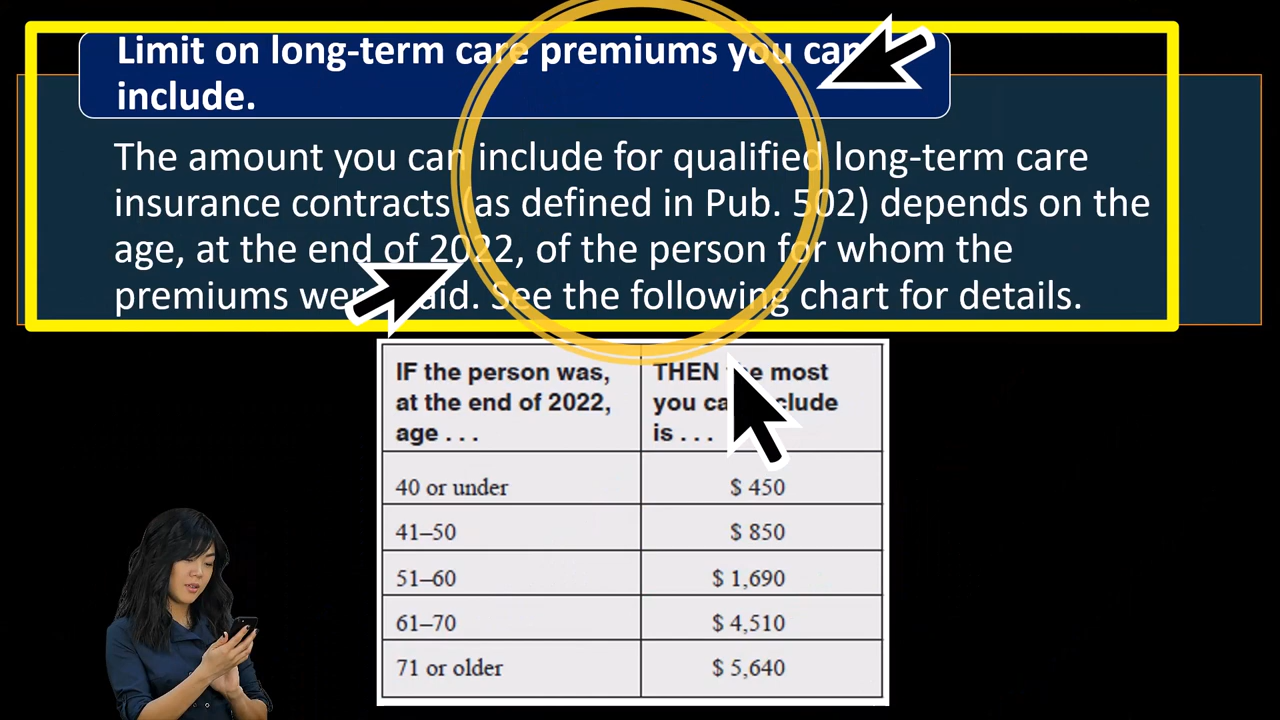 Limit on long-term care premiums you can
include.
The amount you can include for qualified long-term care
insurance contracts (as defined in Pub. 502) depends on the
age, at the end of 2022, of the person for whom the
premiums were paid. See the following chart for details.
IF the person was, at the end of 2022, age . . .
THEN the most you can include is . . .
40 or under $ 450
41–50 $ 850
51–60 $ 1,690
61–70 $ 4,510
71 or older $ 5,640